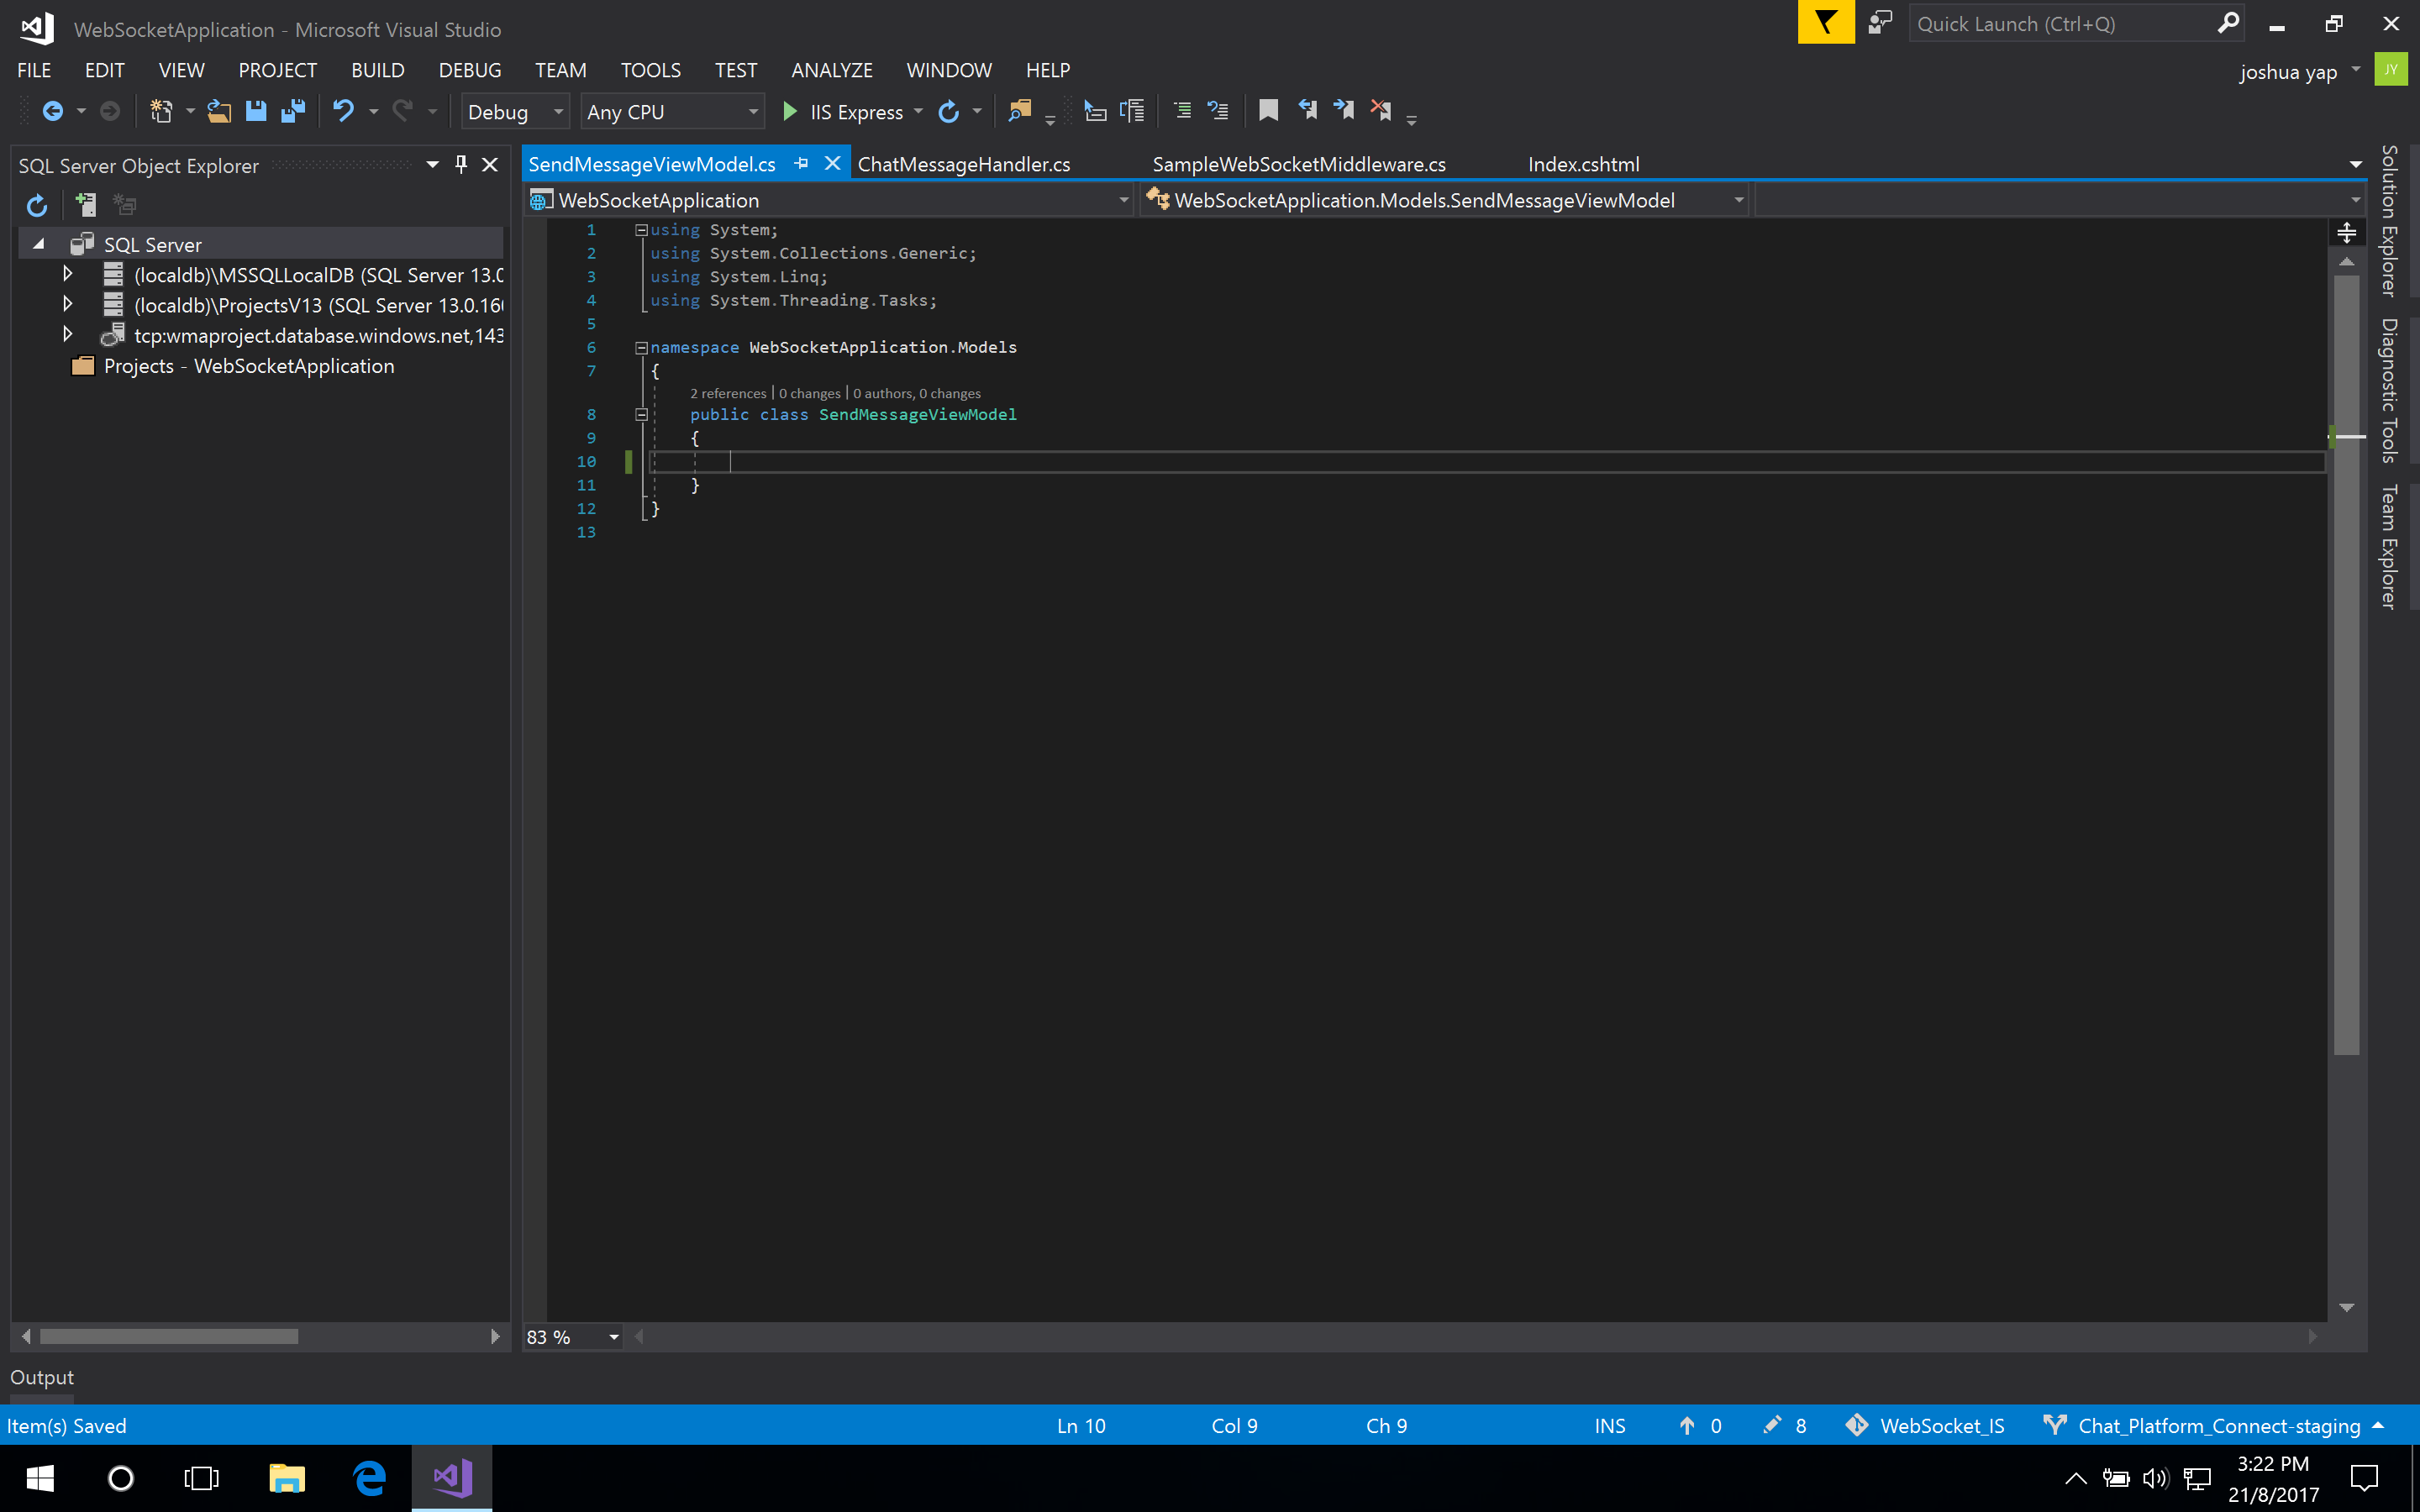 WebSocketApplication - Microsoft Visual Studio
Quick Launch (Ctrl+Q)
FILE EDIT VIEW PROJECT BUILD DEBUG TEAM TOOLS TEST ANALYZE WINDOW HELP
joshua yap JY
Debug Any CPU IIS Express
SQL Server Object Explorer
SQL Server
(localdb)\MSSQLLocalDB (SQL Server 13.0
(localdb)\ProjectsV13 (SQL Server 13.0.16
tcp:wmaproject.database.windows.net,143
Projects - WebSocketApplication
SendMessageViewModel.cs ChatMessageHandler.cs SampleWebSocketMiddleware.cs Index.cshtml
WebSocketApplication WebSocketApplication.Models.SendMessageViewModel
1 using System;
2 using System.Collections.Generic;
3 using System.Linq;
4 using System.Threading.Tasks;
5
6 namespace WebSocketApplication.Models
7 {
2 references | 0 changes | 0 authors, 0 changes
8 public class SendMessageViewModel
9 {
10
11 }
12 }
13
83 %
Solution Explorer
Diagnostic Tools
Team Explorer
Output
Item(s) Saved Ln 10 Col 9 Ch 9 INS 0 8 WebSocket_IS Chat_Platform_Connect-staging
3:22 PM
21/8/2017